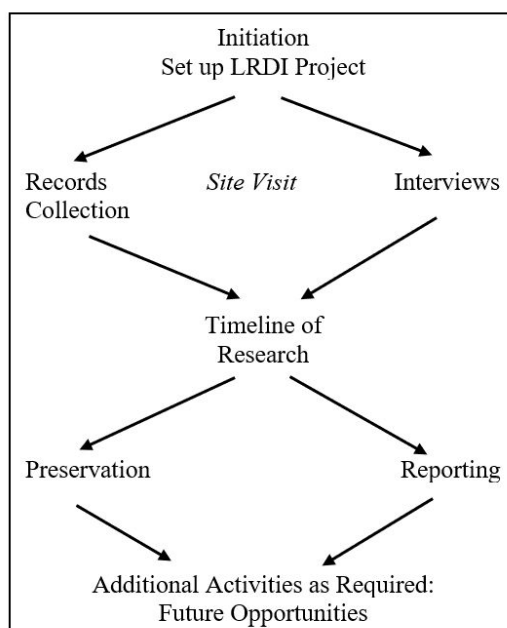 Initiation
Set up LRDI Project
Records
Collection
Site Visit
Interviews
Timeline of
Research
Preservation
Reporting
Additional Activities as Required:
Future Opportunities